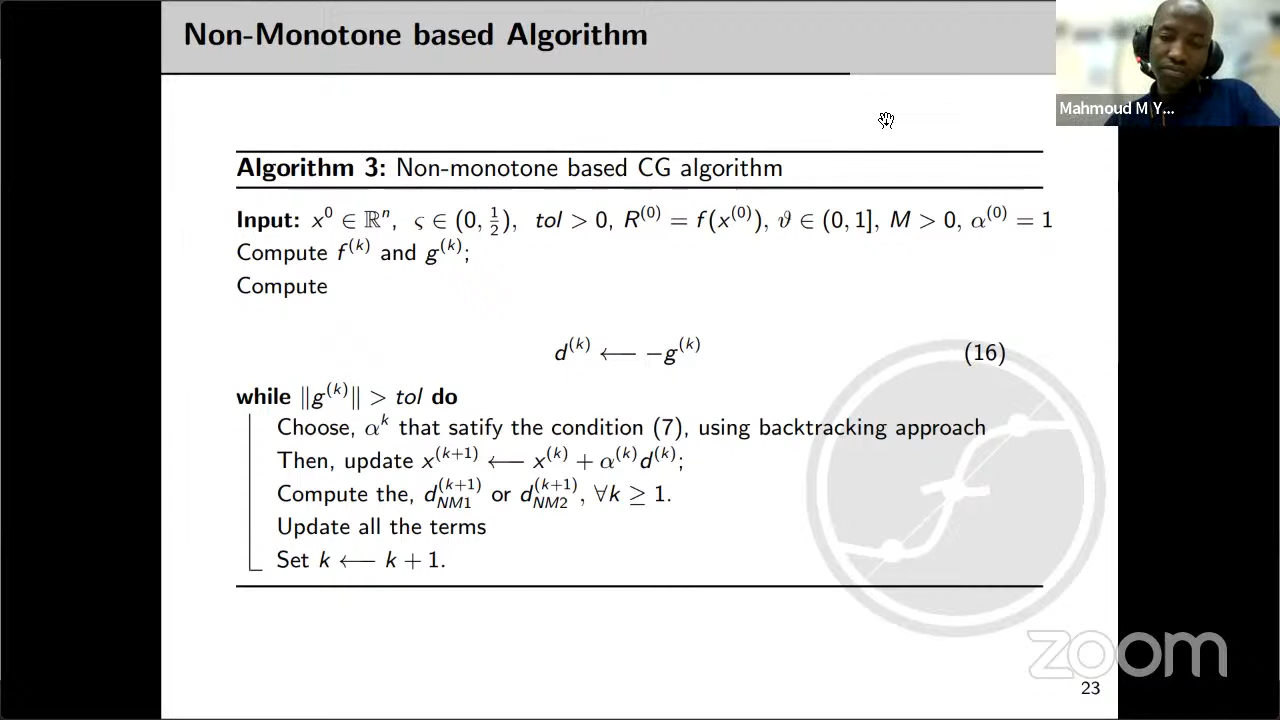 Non-Monotone based Algorithm
Mahmoud M Y...
Algorithm 3: Non-monotone based CG algorithm
Input: x^0 ∈ ℝ^n, ς ∈ (0, 1/2), tol > 0, R^(0) = f(x^(0)), ϑ ∈ (0, 1], M > 0, α^(0) = 1
Compute f^(k) and g^(k);
Compute
d^(k) ⟵ −g^(k) (16)
while ‖g^(k)‖ > tol do
Choose, α^k that satify the condition (7), using backtracking approach
Then, update x^(k+1) ⟵ x^(k) + α^(k)d^(k);
Compute the, d_NM1^(k+1) or d_NM2^(k+1), ∀k ≥ 1.
Update all the terms
Set k ⟵ k + 1.
zoom
23